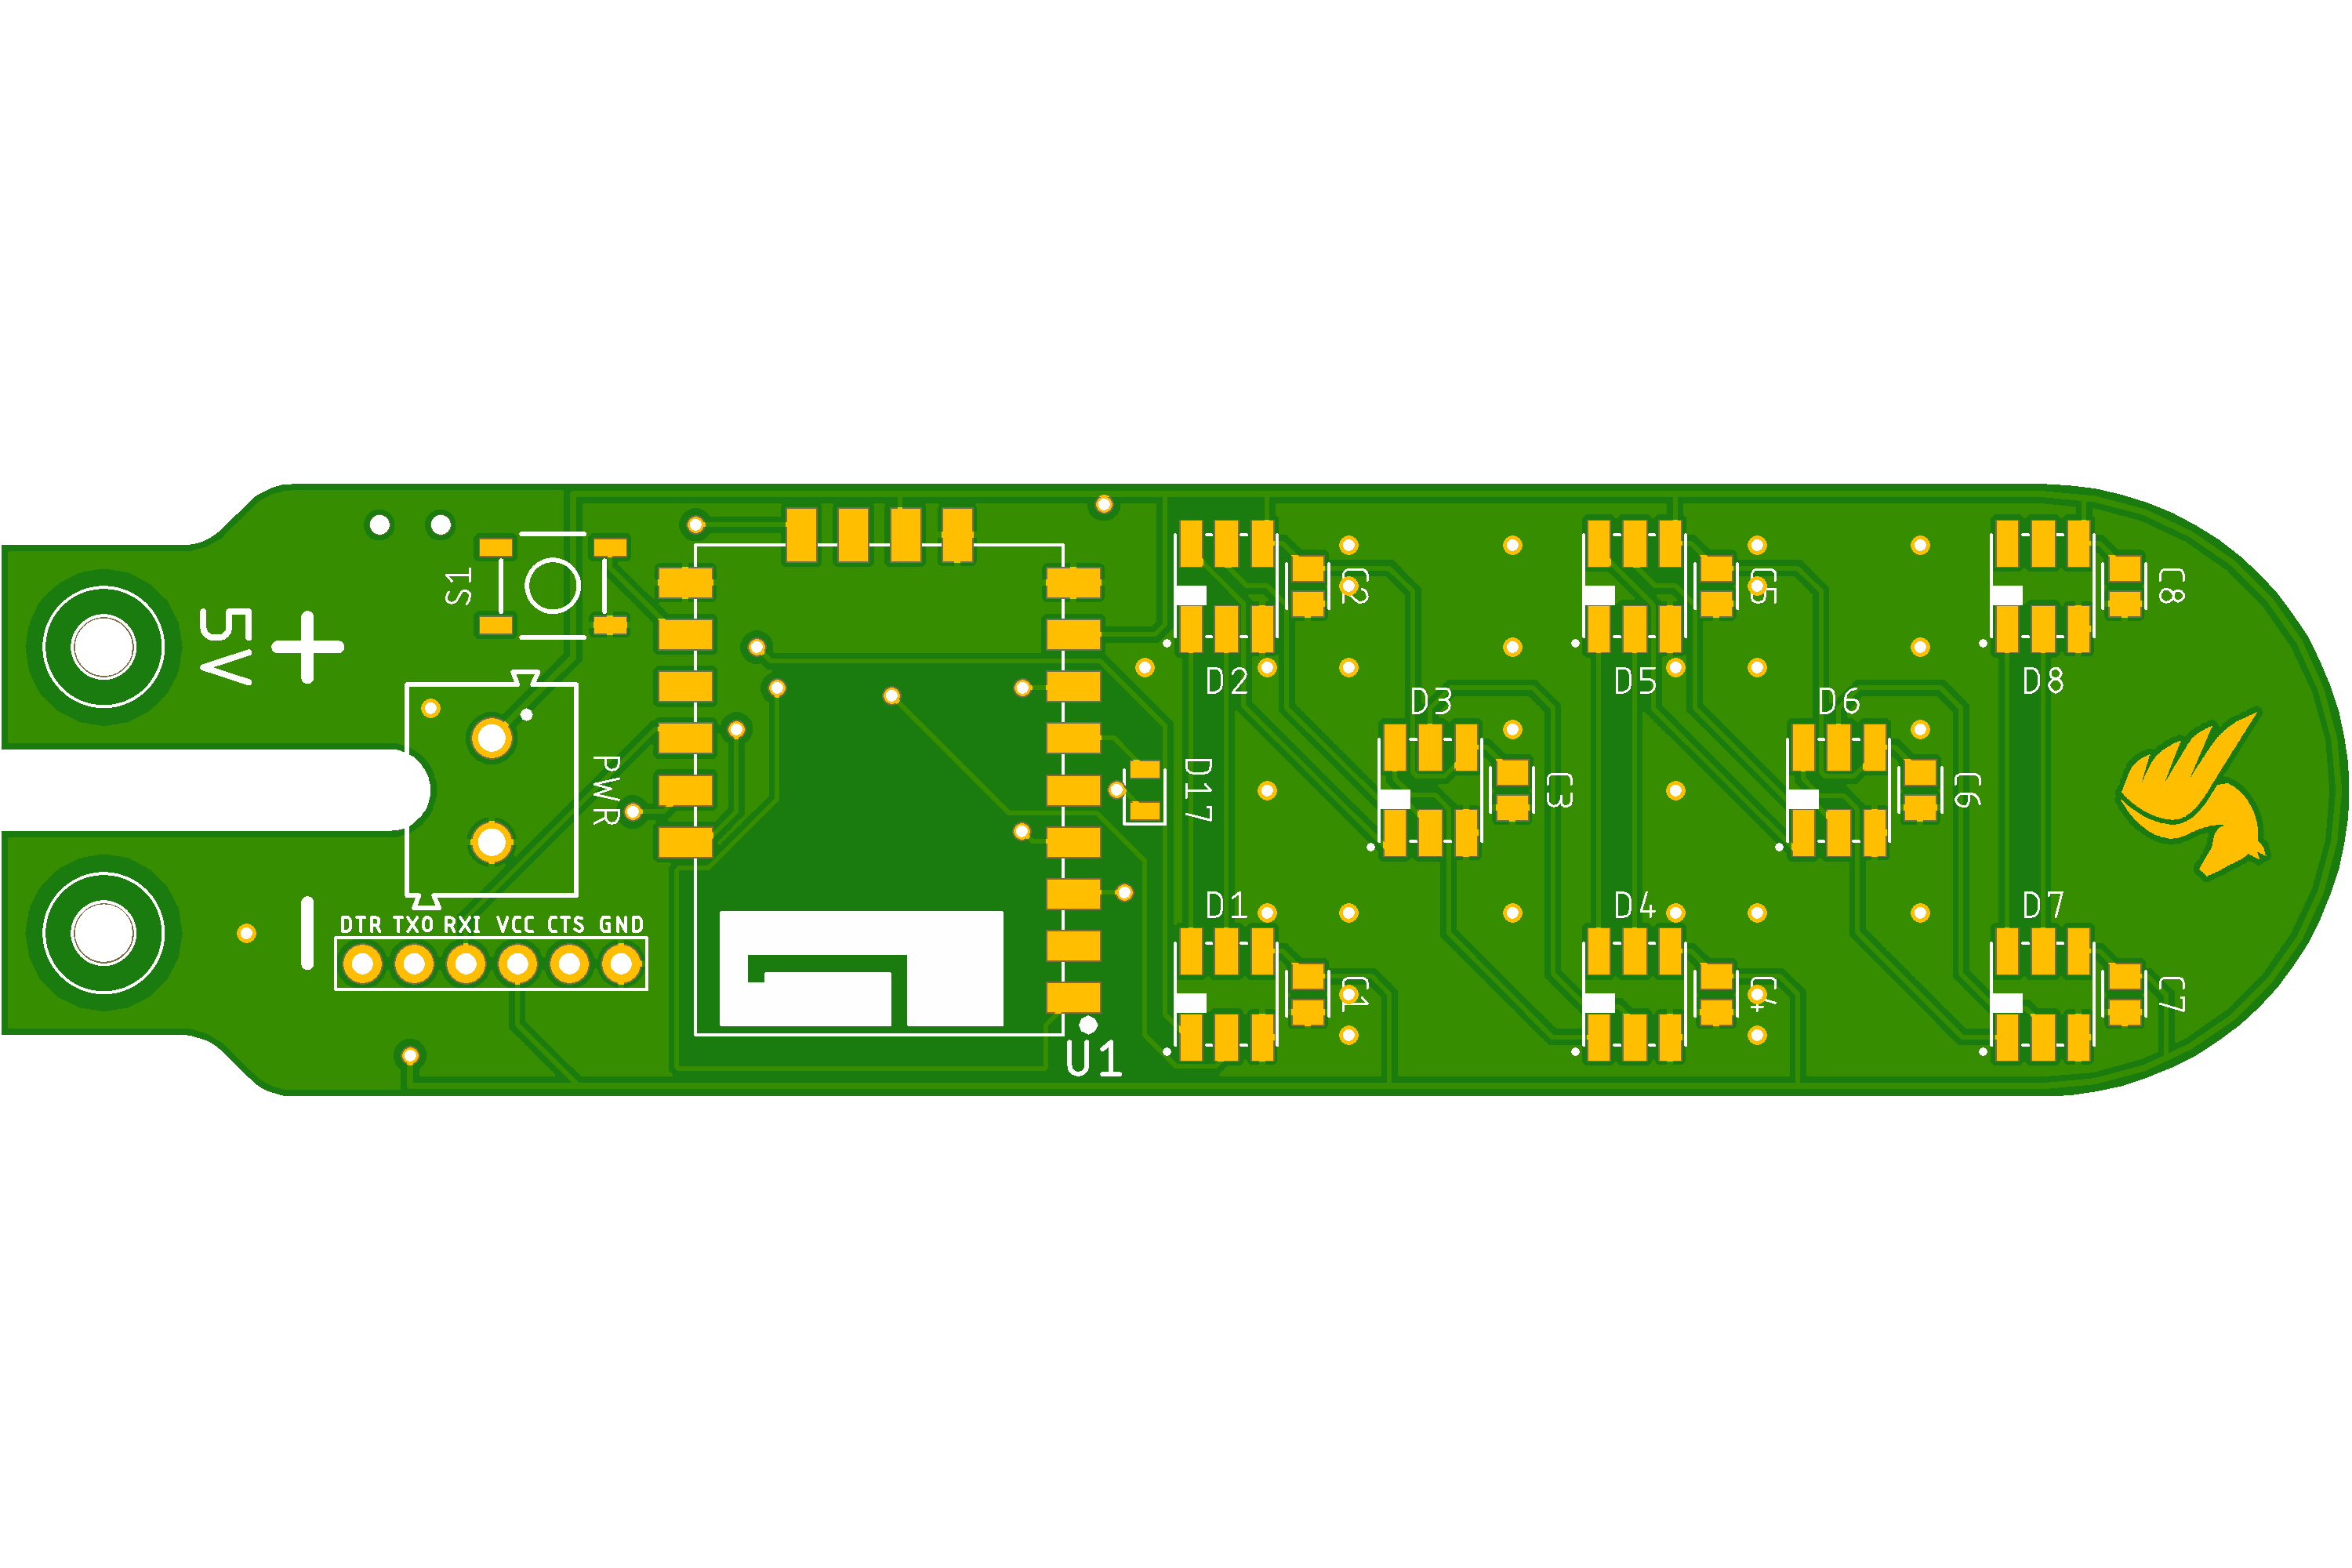 S1
5V
+
PWR
-
DTR TXO RXI VCC CTS GND
U1
D17
D2
C2
D3
C3
D1
C1
D5
C5
D6
C6
D4
C4
D8
C8
D7
C7